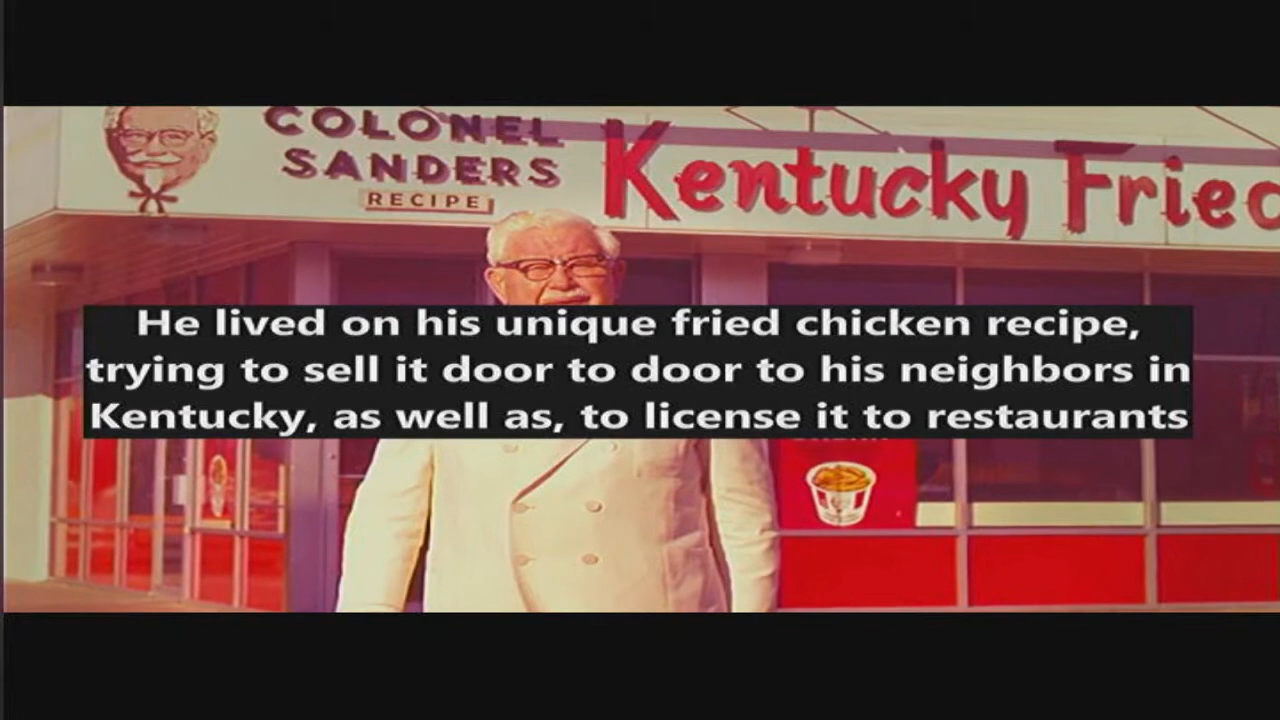 COLONEL
SANDERS
RECIPE
Kentucky Fried
He lived on his unique fried chicken recipe,
trying to sell it door to door to his neighbors in
Kentucky, as well as, to license it to restaurants